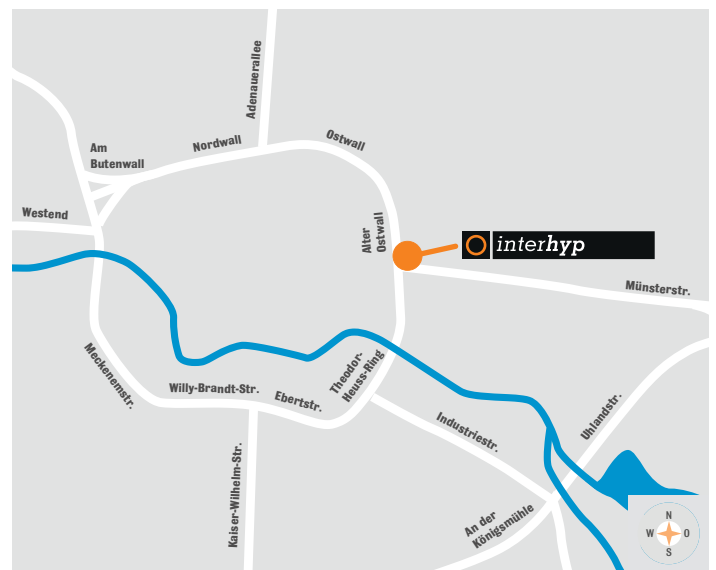 Adenauerallee
Nordwall
Ostwall
Am
Butenwall
Westend
Alter
Ostwall
interhyp
Münsterstr.
Meckenemstr.
Willy-Brandt-Str.
Ebertstr.
Theodor-
Heuss-Ring
Industriestr.
Uhlandstr.
Kaiser-Wilhelm-Str.
An der
Königsmühle
N
W O
S